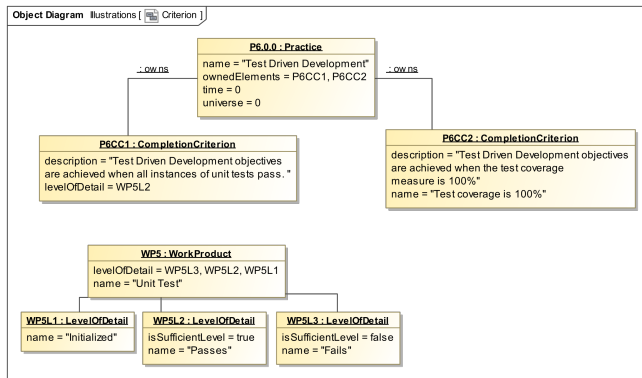 Object Diagram Illustrations [ Criterion ]
P6.0.0 : Practice
name = "Test Driven Development"
ownedElements = P6CC1, P6CC2
time = 0
universe = 0
: owns
: owns
P6CC1 : CompletionCriterion
description = "Test Driven Development objectives
are achieved when all instances of unit tests pass. "
levelOfDetail = WP5L2
P6CC2 : CompletionCriterion
description = "Test Driven Development objectives
are achieved when the test coverage
measure is 100%"
name = "Test coverage is 100%"
WP5 : WorkProduct
levelOfDetail = WP5L3, WP5L2, WP5L1
name = "Unit Test"
WP5L1 : LevelOfDetail
name = "Initialized"
WP5L2 : LevelOfDetail
isSufficientLevel = true
name = "Passes"
WP5L3 : LevelOfDetail
isSufficientLevel = false
name = "Fails"